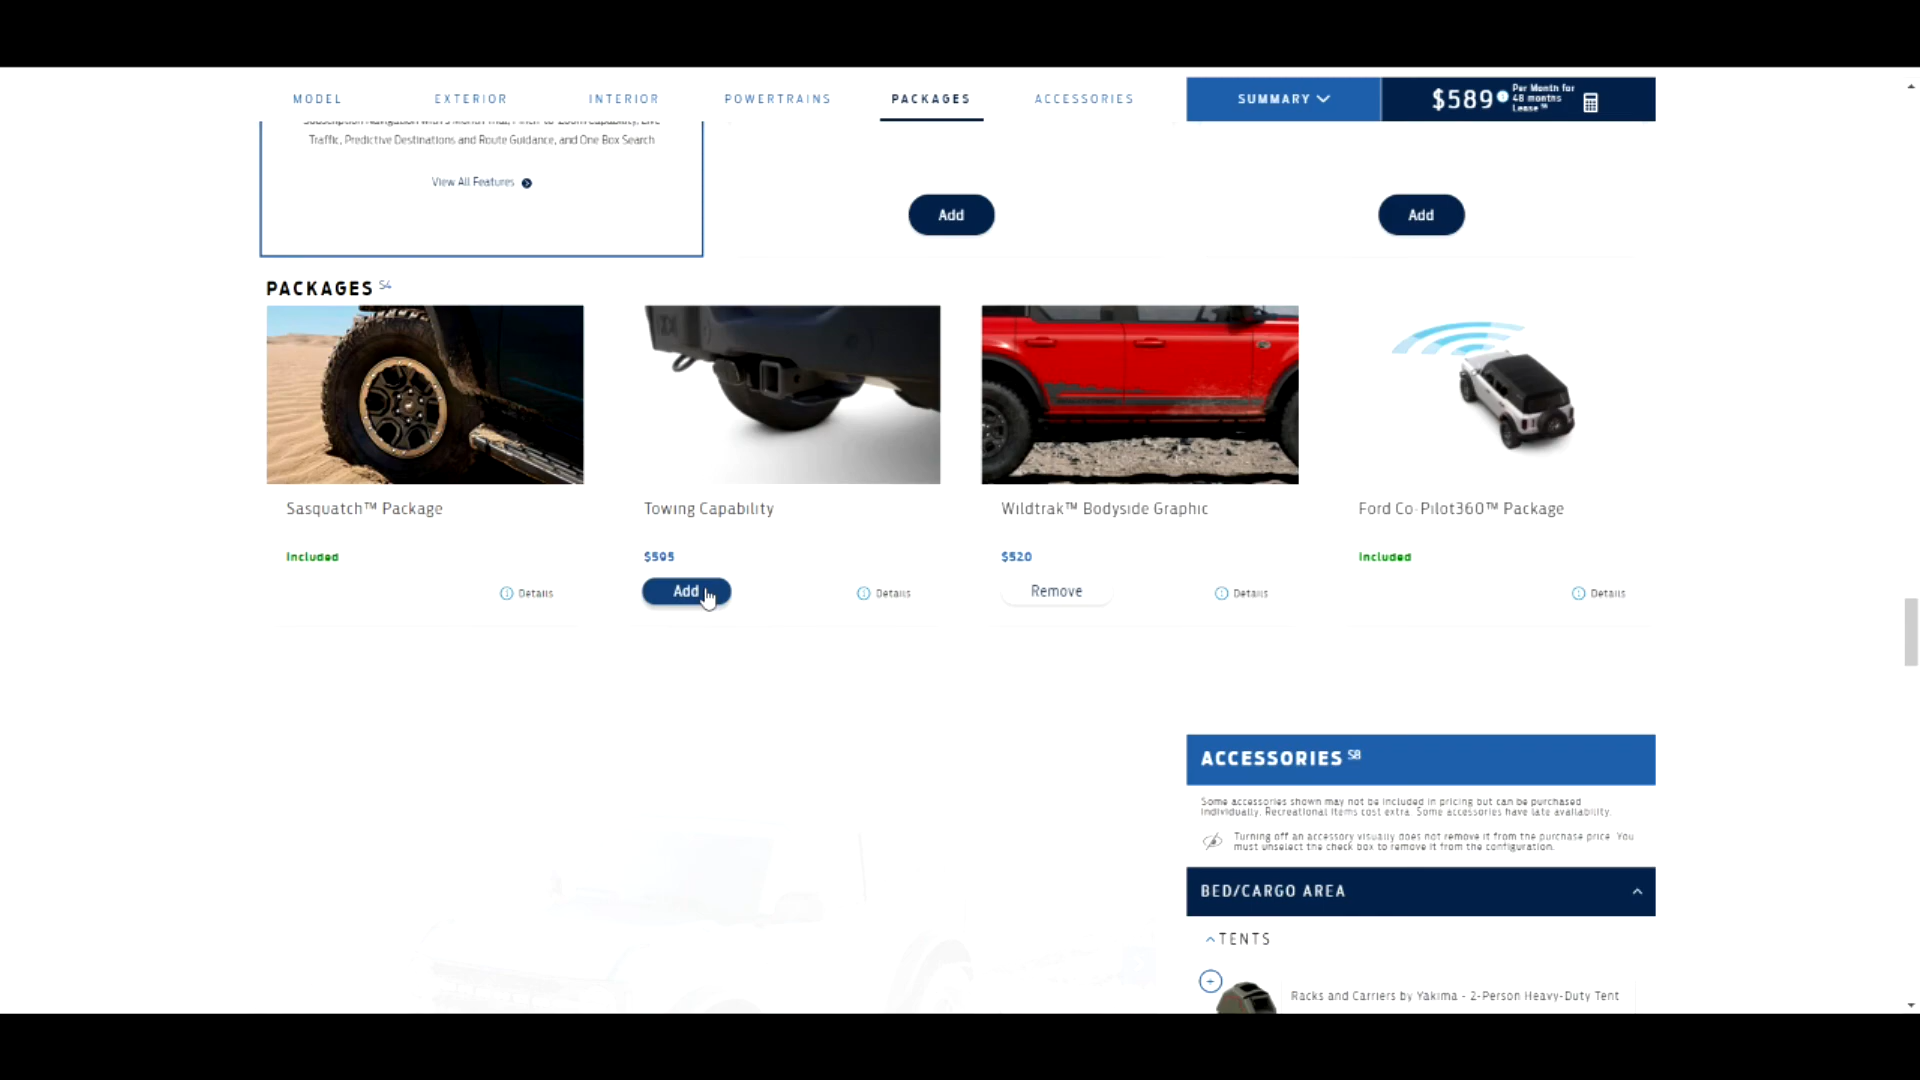 MODEL
EXTERIOR
INTERIOR
POWERTRAINS
PACKAGES
ACCESSORIES
SUMMARY
$589
Per Month for
48 months
Lease
Traffic, Predictive Destinations and Route Guidance, and One Box Search
View All Features
Add
Add
PACKAGES S4
Sasquatch™ Package
Included
Details
Towing Capability
$595
Add
Details
Wildtrak™ Bodyside Graphic
$520
Remove
Details
Ford Co-Pilot360™ Package
Included
Details
ACCESSORIES S8
Some accessories shown may not be included in pricing but can be purchased
individually. Recreational items cost extra. Some accessories have late availability.
Turning off an accessory visually does not remove it from the purchase price. You
must unselect the check box to remove it from the configuration.
BED/CARGO AREA
TENTS
Racks and Carriers by Yakima - 2-Person Heavy-Duty Tent